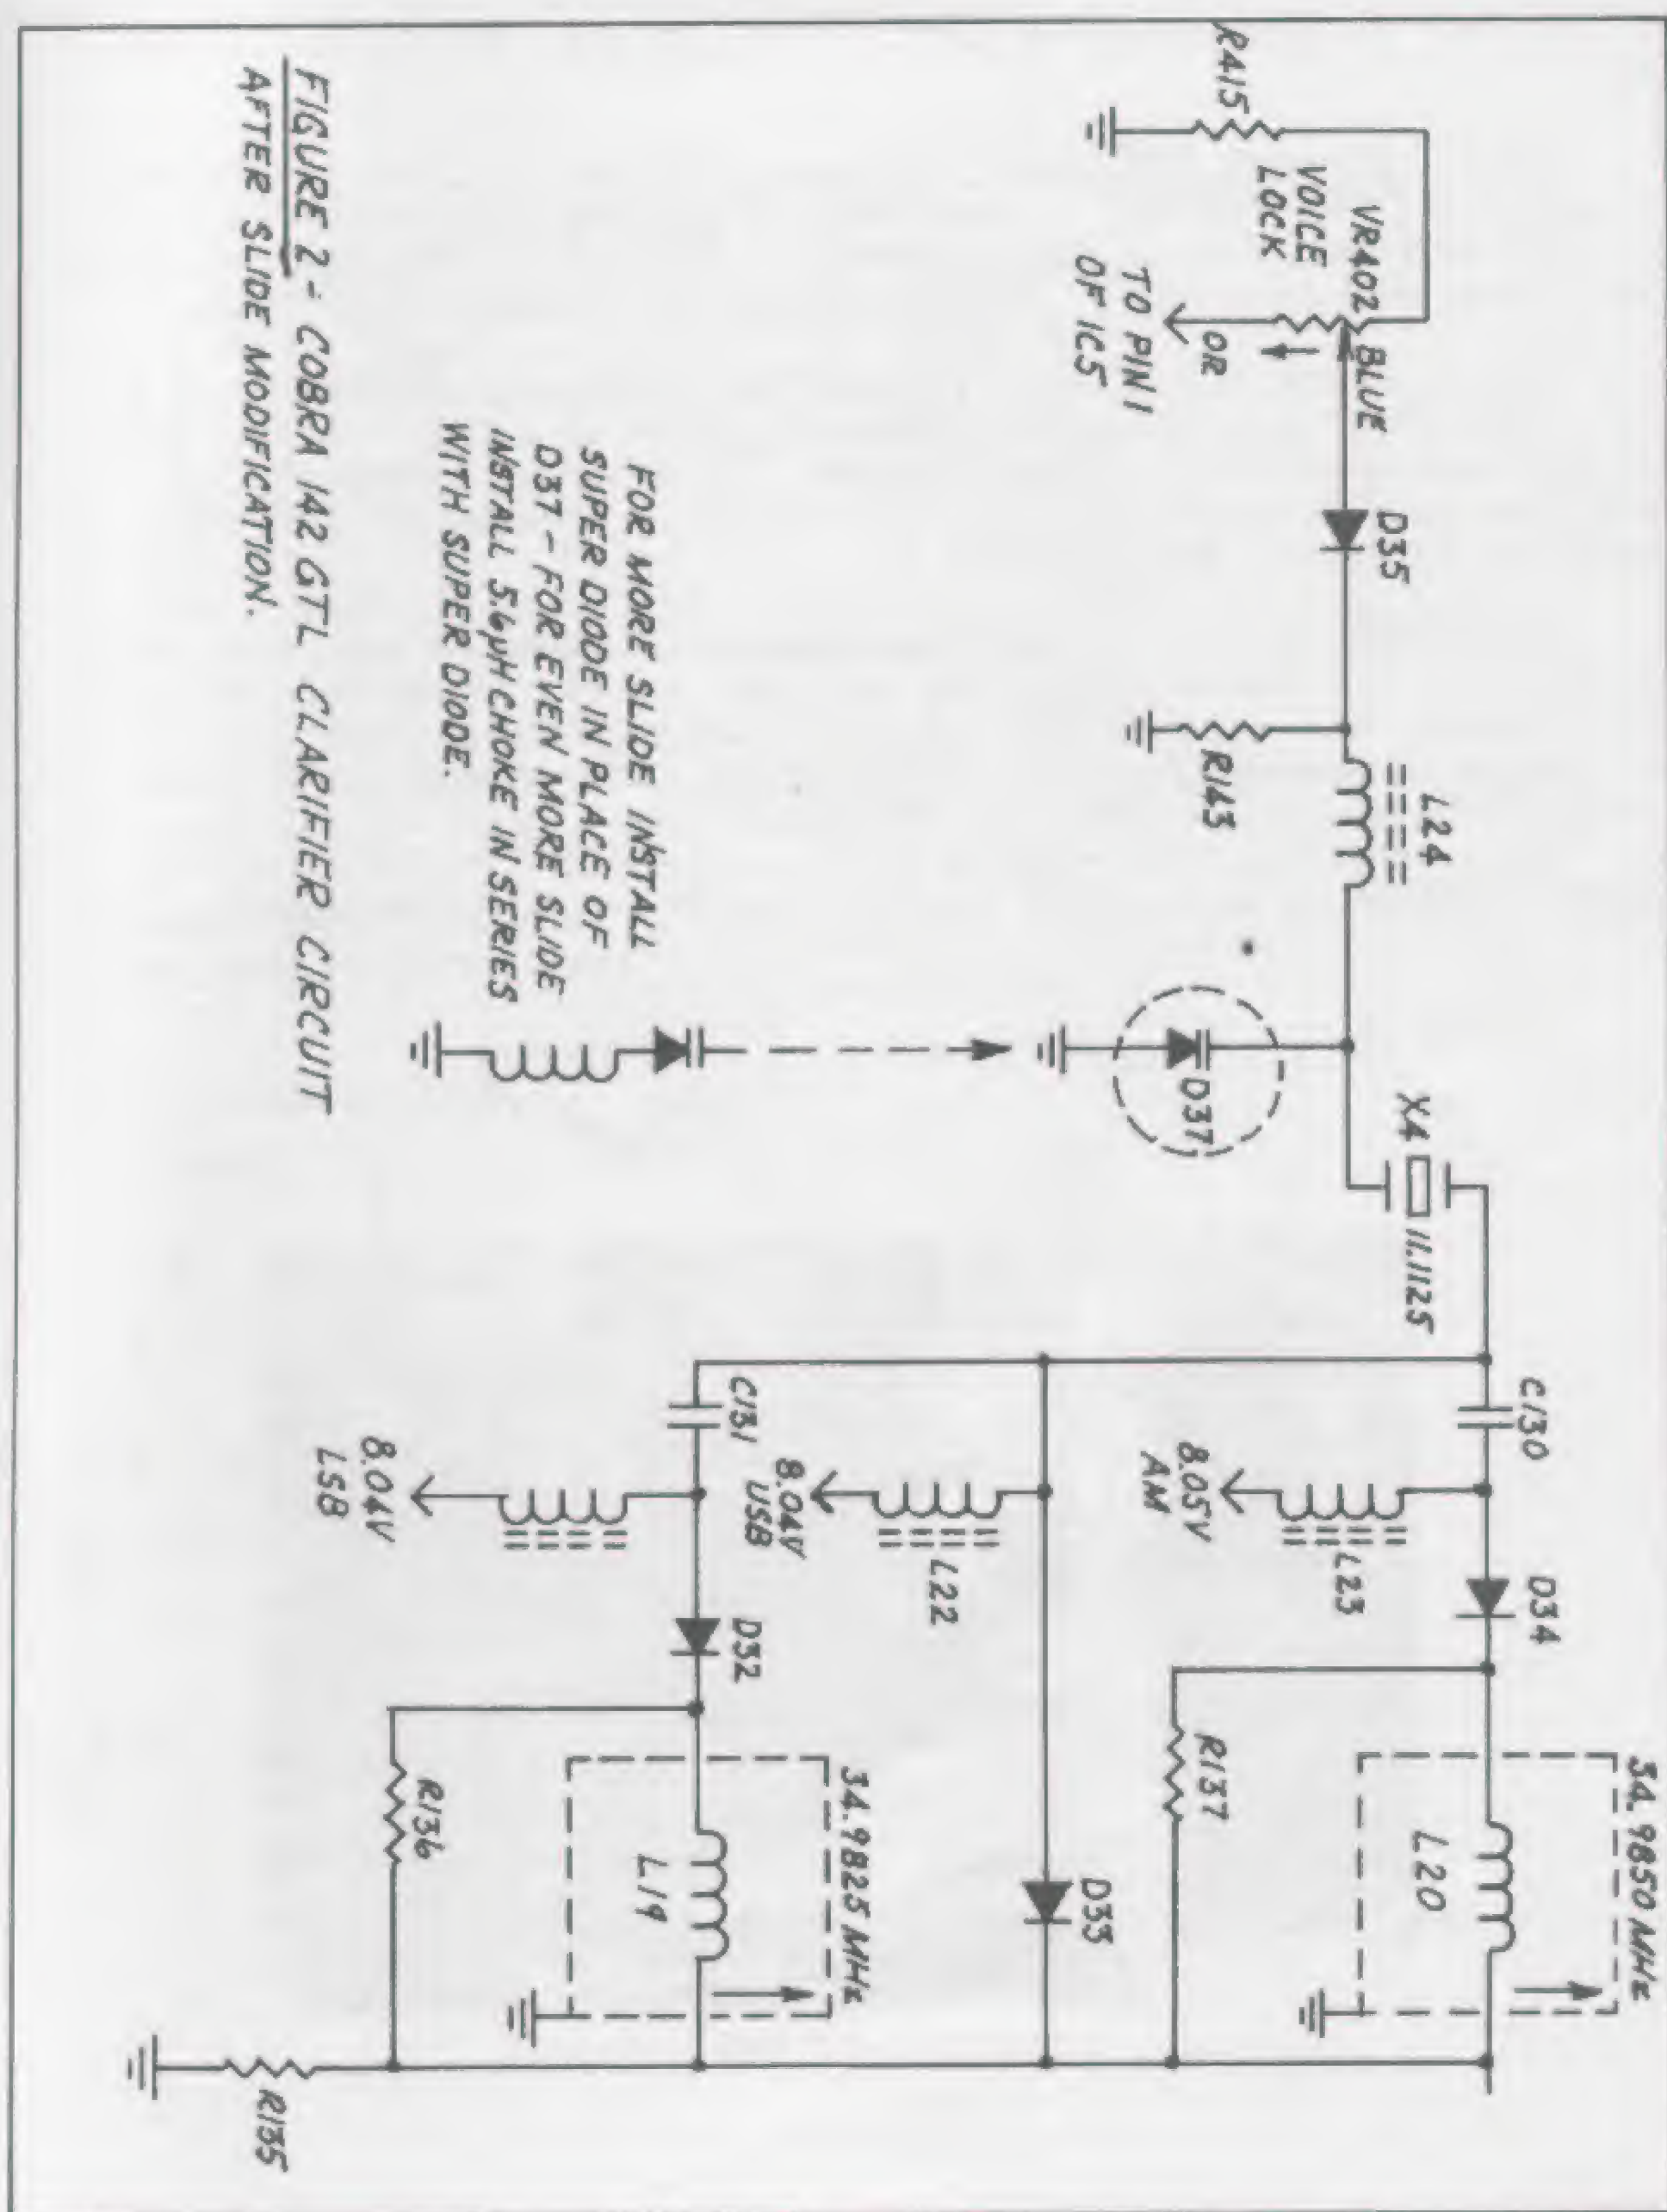 R415
VR402
VOICE
LOCK
BLUE
OR
TO PIN 1
OF IC5
D35
R143
L24
D37
X4
11.1125
C130
8.05V
AM
L23
D34
R137
34.9850 MHz
L20
8.04V
USB
L22
D33
C131
8.04V
LSB
D32
R136
34.9825 MHz
L19
R135
FOR MORE SLIDE INSTALL
SUPER DIODE IN PLACE OF
D37 - FOR EVEN MORE SLIDE
INSTALL 5.6µH CHOKE IN SERIES
WITH SUPER DIODE.
FIGURE 2 - COBRA 142 GTL CLARIFIER CIRCUIT
AFTER SLIDE MODIFICATION.